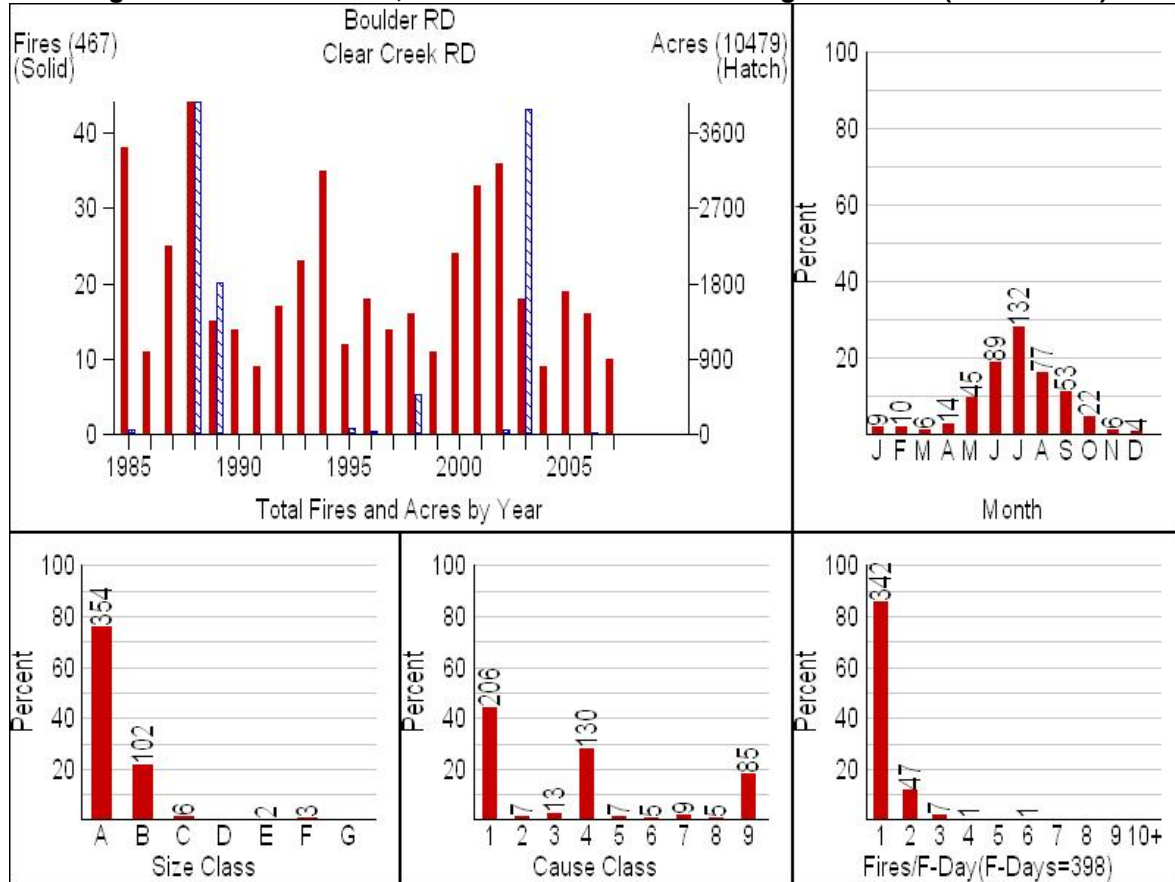 Boulder RD
Clear Creek RD
Fires (467)
(Solid)
Acres (10479)
(Hatch)
40
30
20
10
0
3600
2700
1800
900
0
1985 1990 1995 2000 2005
Total Fires and Acres by Year
100
80
60
40
20
Percent
9 10 6 14 45 89 132 77 53 22 6 4
J F M A M J J A S O N D
Month
100
80
60
40
20
Percent
354 102 6 2 3
A B C D E F G
Size Class
100
80
60
40
20
Percent
206 7 13 130 7 5 9 5 85
1 2 3 4 5 6 7 8 9
Cause Class
100
80
60
40
20
Percent
342 47 7 1 1
1 2 3 4 5 6 7 8 9 10+
Fires/F-Day(F-Days=398)